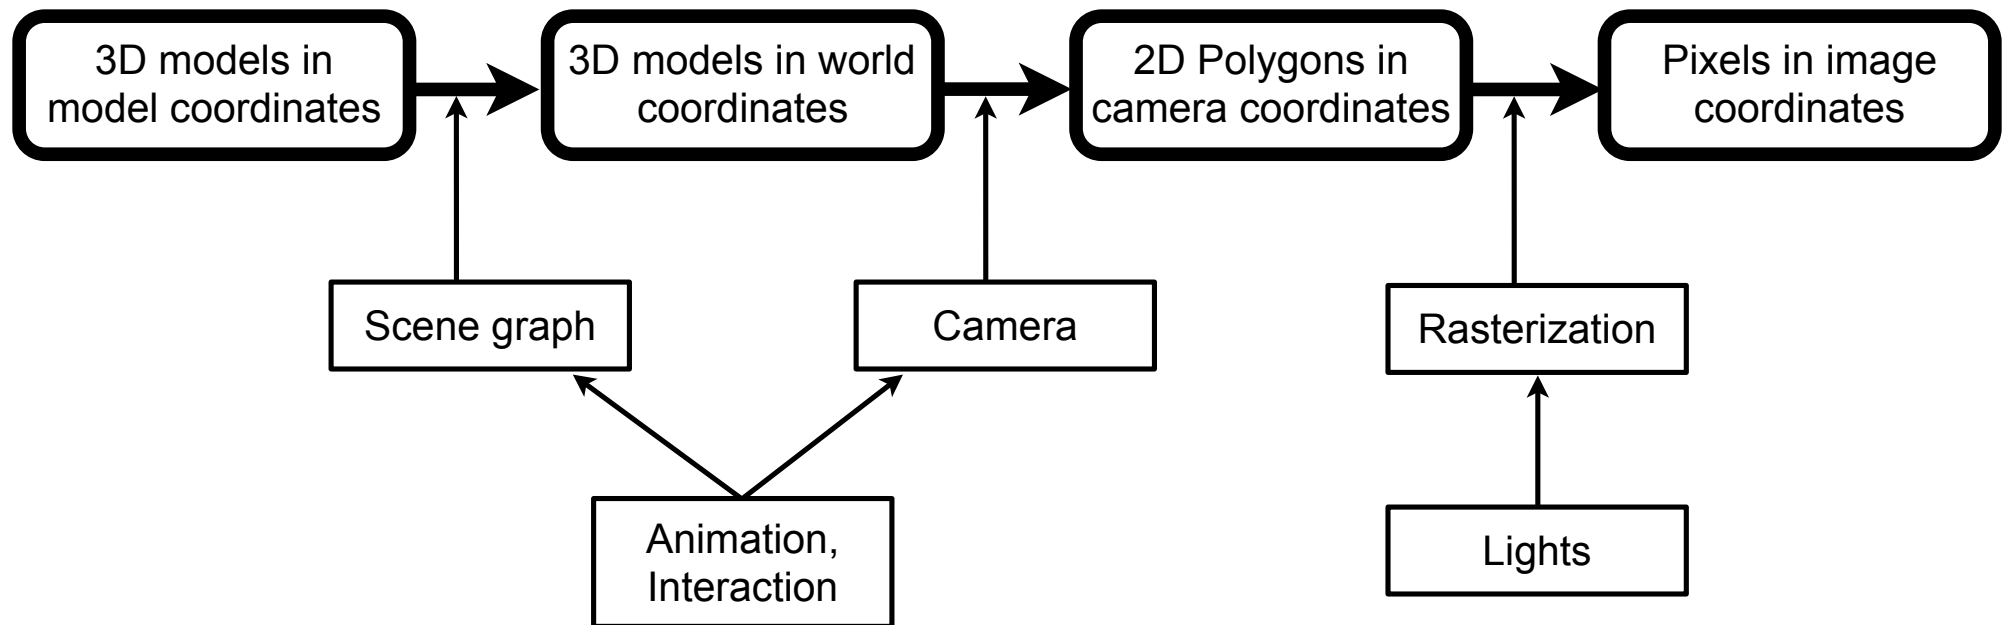 3D models in
model coordinates
3D models in world
coordinates
2D Polygons in
camera coordinates
Pixels in image
coordinates
Scene graph
Camera
Rasterization
Animation,
Interaction
Lights